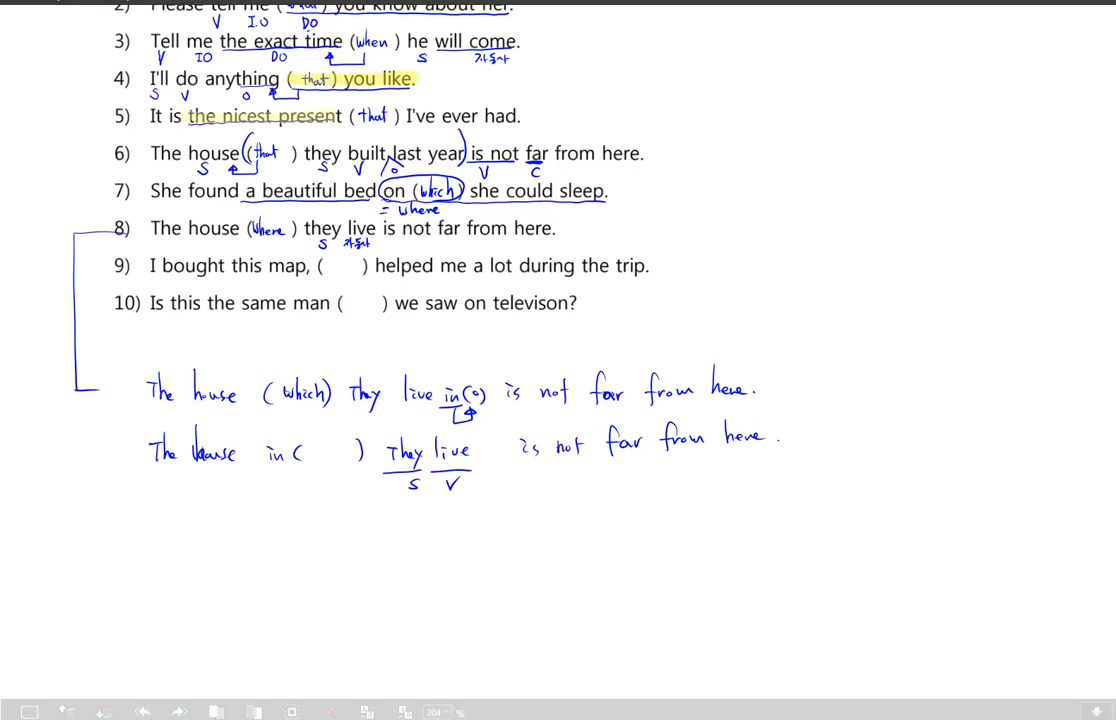 2) Please tell me ( what ) you know about her.
V I.O DO
3) Tell me the exact time (when ) he will come.
V IO DO S 자동사
4) I'll do anything ( that ) you like.
S V O
5) It is the nicest present ( that ) I've ever had.
6) The house ( (that ) they built last year) is not far from here.
S S V O V C
7) She found a beautiful bed on (which) she could sleep.
= where
8) The house (where ) they live is not far from here.
S 자동사
9) I bought this map, ( ) helped me a lot during the trip.
10) Is this the same man ( ) we saw on televison?
The house (which) They live in(o) is not far from here.
The house in ( ) They live is not far from here.
S V
204 %